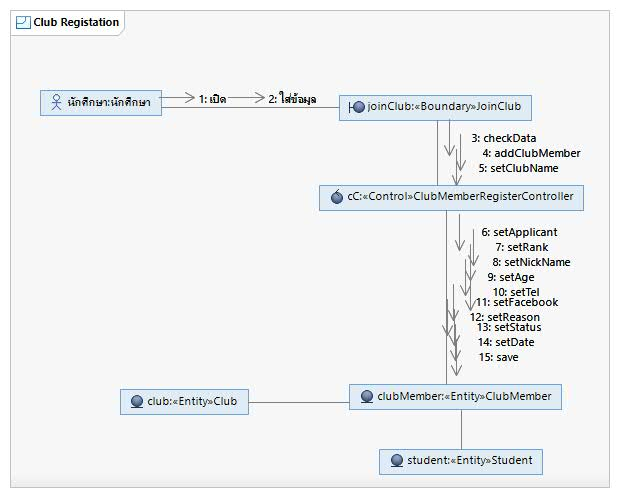 Club Registation
นักศึกษา:นักศึกษา
1: เปิด
2: ใส่ข้อมูล
joinClub:«Boundary»JoinClub
3: checkData
4: addClubMember
5: setClubName
cC:«Control»ClubMemberRegisterController
6: setApplicant
7: setRank
8: setNickName
9: setAge
10: setTel
11: setFacebook
12: setReason
13: setStatus
14: setDate
15: save
club:«Entity»Club
clubMember:«Entity»ClubMember
student:«Entity»Student